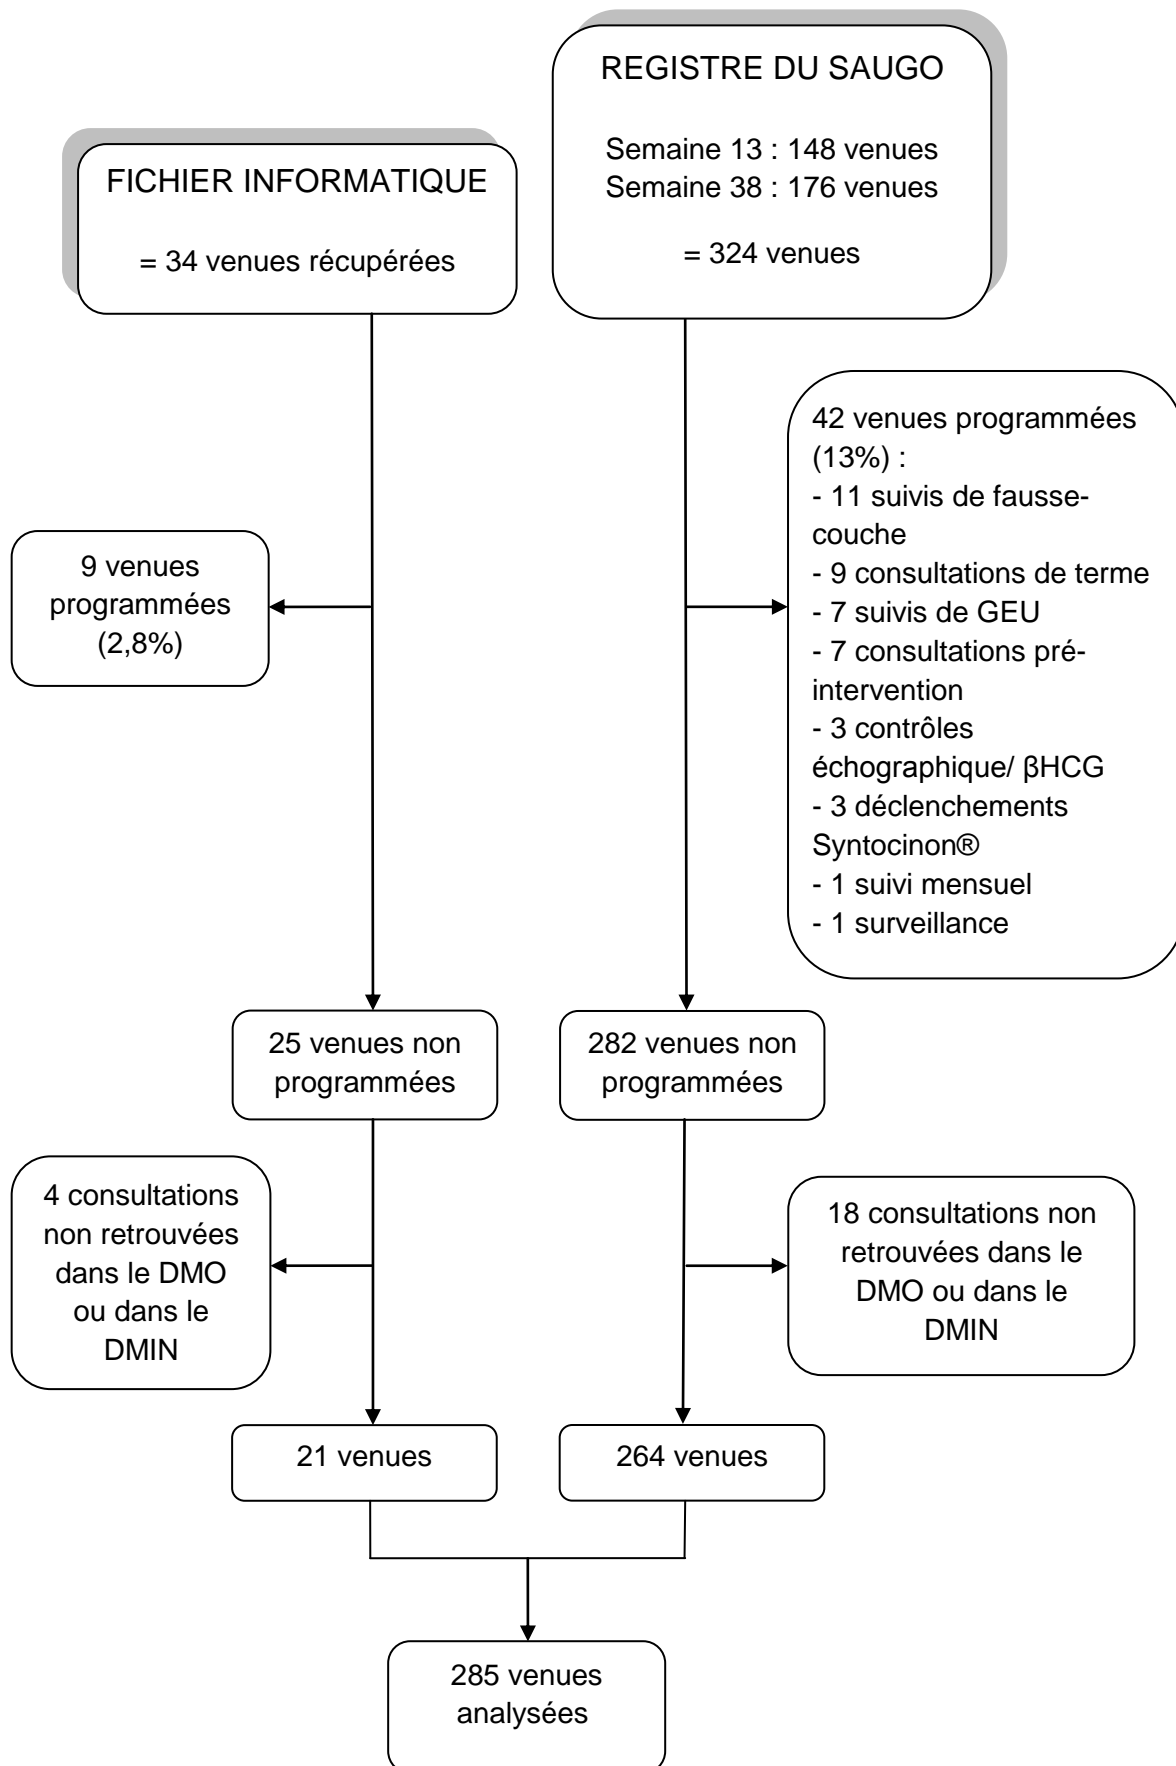 REGISTRE DU SAUGO
Semaine 13 : 148 venues
Semaine 38 : 176 venues
= 324 venues
FICHIER INFORMATIQUE
= 34 venues récupérées
42 venues programmées
(13%) :
- 11 suivis de fausse-
couche
- 9 consultations de terme
- 7 suivis de GEU
- 7 consultations pré-
intervention
- 3 contrôles
échographique/ βHCG
- 3 déclenchements
Syntocinon®
- 1 suivi mensuel
- 1 surveillance
9 venues
programmées
(2,8%)
25 venues non
programmées
282 venues non
programmées
4 consultations
non retrouvées
dans le DMO
ou dans le
DMIN
18 consultations non
retrouvées dans le
DMO ou dans le
DMIN
21 venues
264 venues
285 venues
analysées